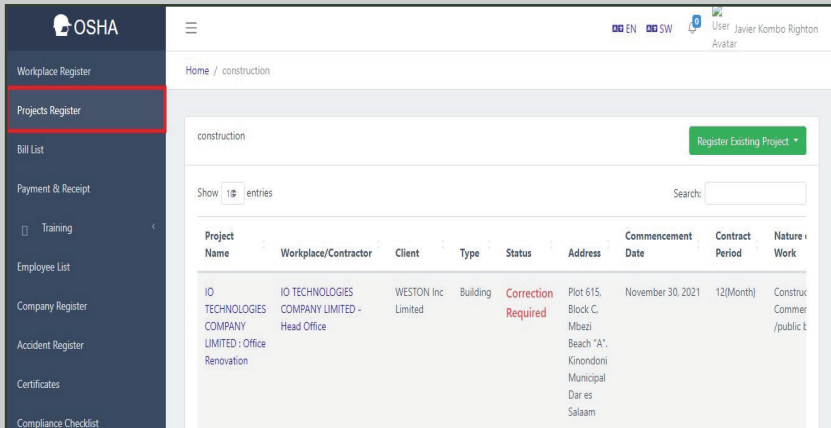 OSHA
EN SW 0 User Avatar Javier Kombo Righton
Workplace Register
Projects Register
Bill List
Payment & Receipt
Training
Employee List
Company Register
Accident Register
Certificates
Compliance Checklist
Home / construction
construction
Register Existing Project
Show entries
Search:
Project Name Workplace/Contractor Client Type Status Address Commencement Date Contract Period Nature Work
IO TECHNOLOGIES COMPANY LIMITED - Head Office WESTON Inc Limited Building Correction Required November 30, 2021 12(Month)
IO
TECHNOLOGIES
COMPANY
LIMITED : Office
Renovation
Plot 615,
Block C,
Mbezi
Beach "A".
Kinondoni
Municipal
Dar es
Salaam